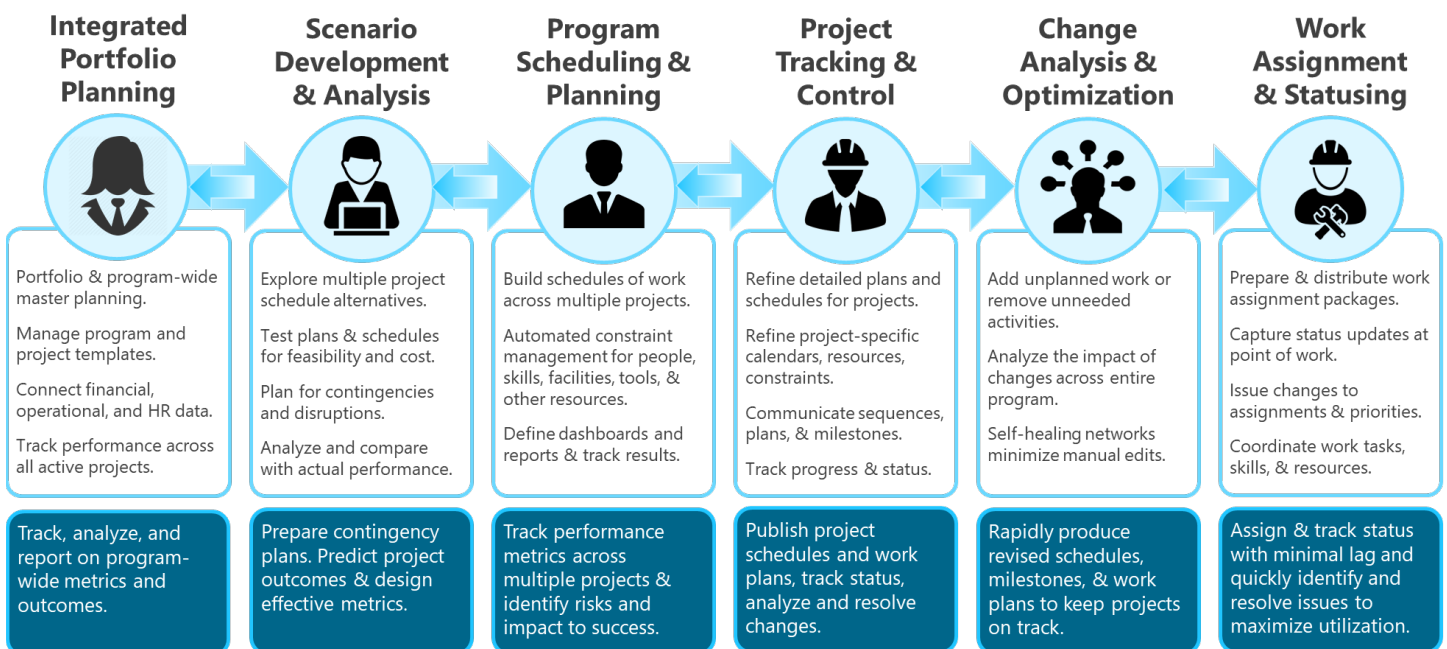 Integrated
Portfolio
Planning
Portfolio & program-wide
master planning.
Manage program and
project templates.
Connect financial,
operational, and HR data.
Track performance across
all active projects.
Track, analyze, and
report on program-
wide metrics and
outcomes.
Scenario
Development
& Analysis
Explore multiple project
schedule alternatives.
Test plans & schedules
for feasibility and cost.
Plan for contingencies
and disruptions.
Analyze and compare
with actual performance.
Prepare contingency
plans. Predict project
outcomes & design
effective metrics.
Program
Scheduling &
Planning
Build schedules of work
across multiple projects.
Automated constraint
management for people,
skills, facilities, tools, &
other resources.
Define dashboards and
reports & track results.
Track performance
metrics across
multiple projects &
identify risks and
impact to success.
Project
Tracking &
Control
Refine detailed plans and
schedules for projects.
Refine project-specific
calendars, resources,
constraints.
Communicate sequences,
plans, & milestones.
Track progress & status.
Publish project
schedules and work
plans, track status,
analyze and resolve
changes.
Change
Analysis &
Optimization
Add unplanned work or
remove unneeded
activities.
Analyze the impact of
changes across entire
program.
Self-healing networks
minimize manual edits.
Rapidly produce
revised schedules,
milestones, & work
plans to keep projects
on track.
Work
Assignment
& Statusing
Prepare & distribute work
assignment packages.
Capture status updates at
point of work.
Issue changes to
assignments & priorities.
Coordinate work tasks,
skills, & resources.
Assign & track status
with minimal lag and
quickly identify and
resolve issues to
maximize utilization.